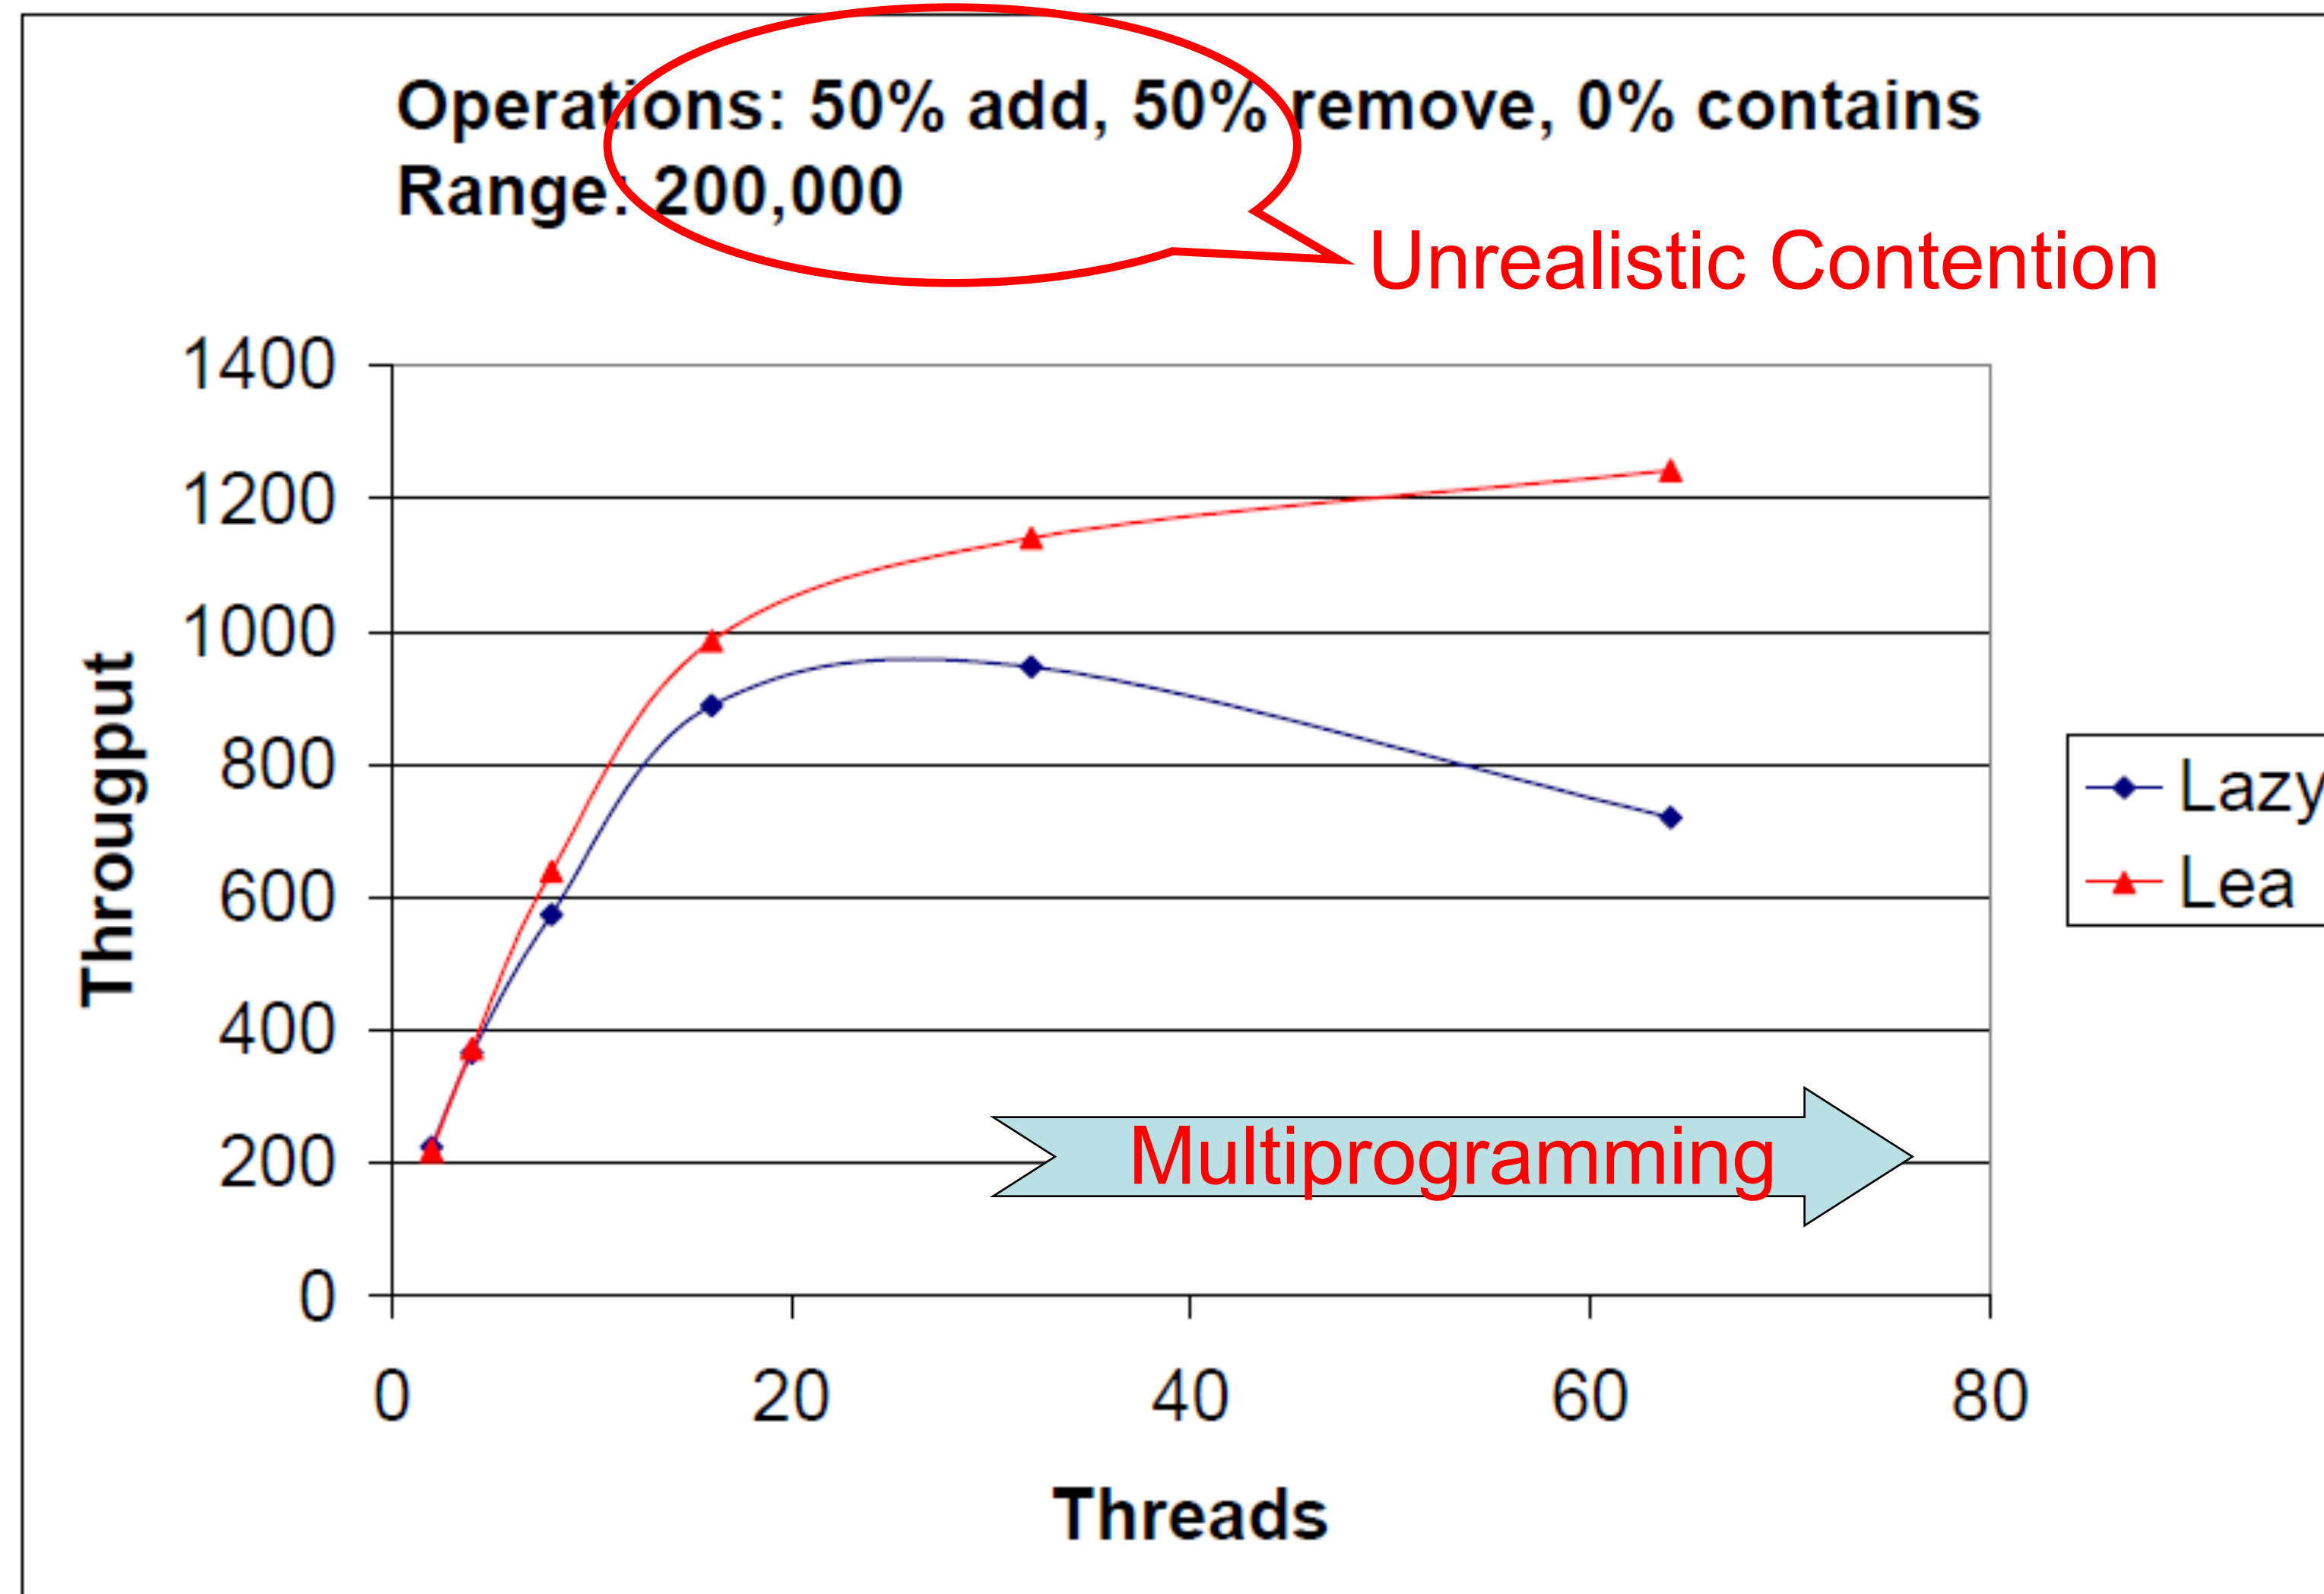 Operations: 50% add, 50% remove, 0% contains
Range: 200,000
Unrealistic Contention
1400
1200
1000
800
600
400
200
0
Througput
Lazy
Lea
Multiprogramming
0 20 40 60 80
Threads